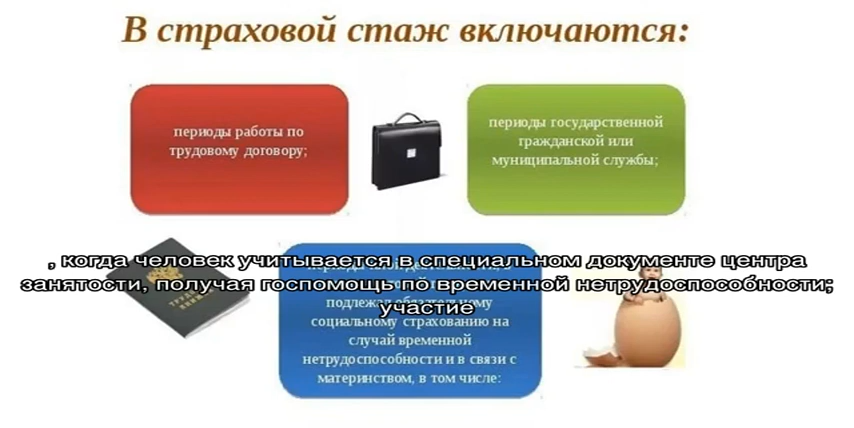 В страховой стаж включаются:
периоды работы по
трудовому договору;
периоды государственной
гражданской или
муниципальной службы;
, когда человек учитывается в специальном документе центра
занятости, получая госпомощь по временной нетрудоспособности;
участие
подлежал обязательному
социальному страхованию на
случай временной
нетрудоспособности и в связи с
материнством, в том числе: